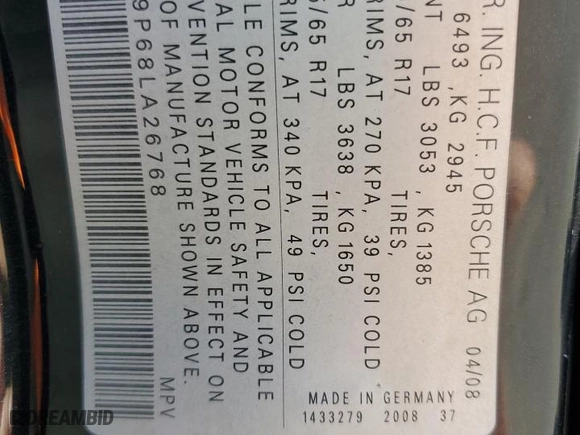 R. ING. H.C.F. PORSCHE AG 04/08
6493 ,KG 2945
NT LBS 3053 , KG 1385
/65 R17 TIRES,
IMS, AT 270 KPA, 39 PSI COLD
R LBS 3638 , KG 1650
/65 R17 TIRES,
RIMS, AT 340 KPA, 49 PSI COLD
LE CONFORMS TO ALL APPLICABLE
AL MOTOR VEHICLE SAFETY AND
VENTION STANDARDS IN EFFECT ON
OF MANUFACTURE SHOWN ABOVE.
9P68LA26768 MPV
MADE IN GERMANY
1433279 2008 37
DREAMBID